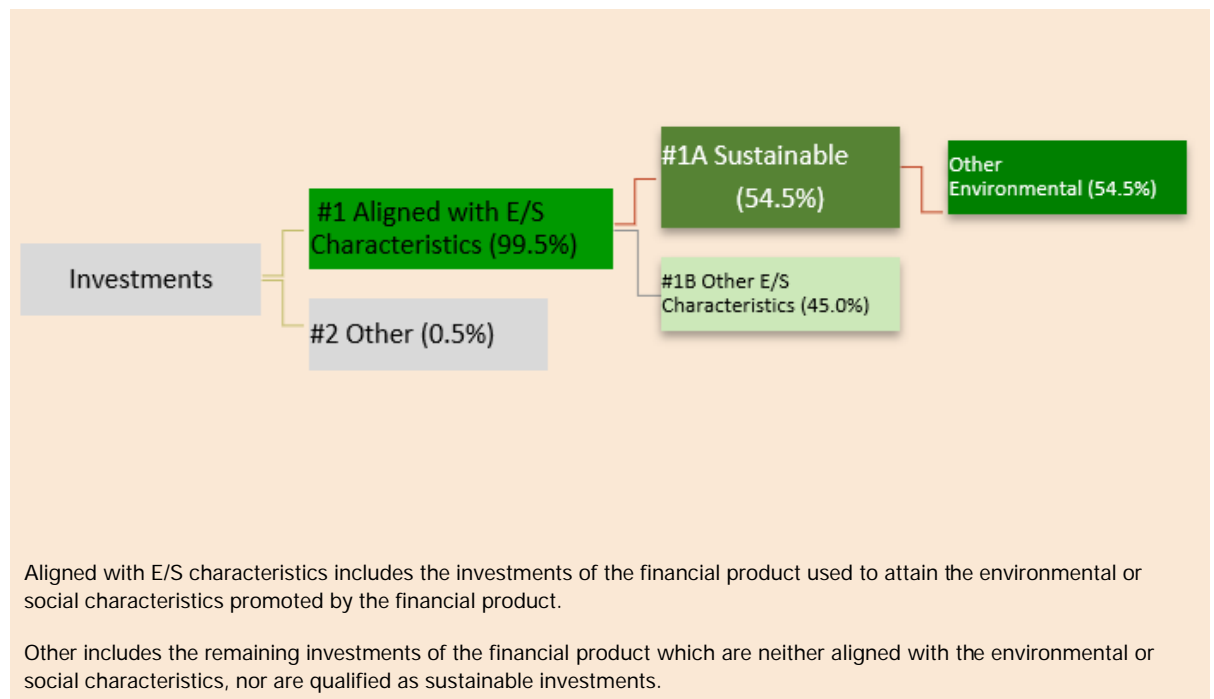 Investments
#1 Aligned with E/S
Characteristics (99.5%)
#2 Other (0.5%)
#1A Sustainable
(54.5%)
#1B Other E/S
Characteristics (45.0%)
Other
Environmental (54.5%)
Aligned with E/S characteristics includes the investments of the financial product used to attain the environmental or
social characteristics promoted by the financial product.
Other includes the remaining investments of the financial product which are neither aligned with the environmental or
social characteristics, nor are qualified as sustainable investments.